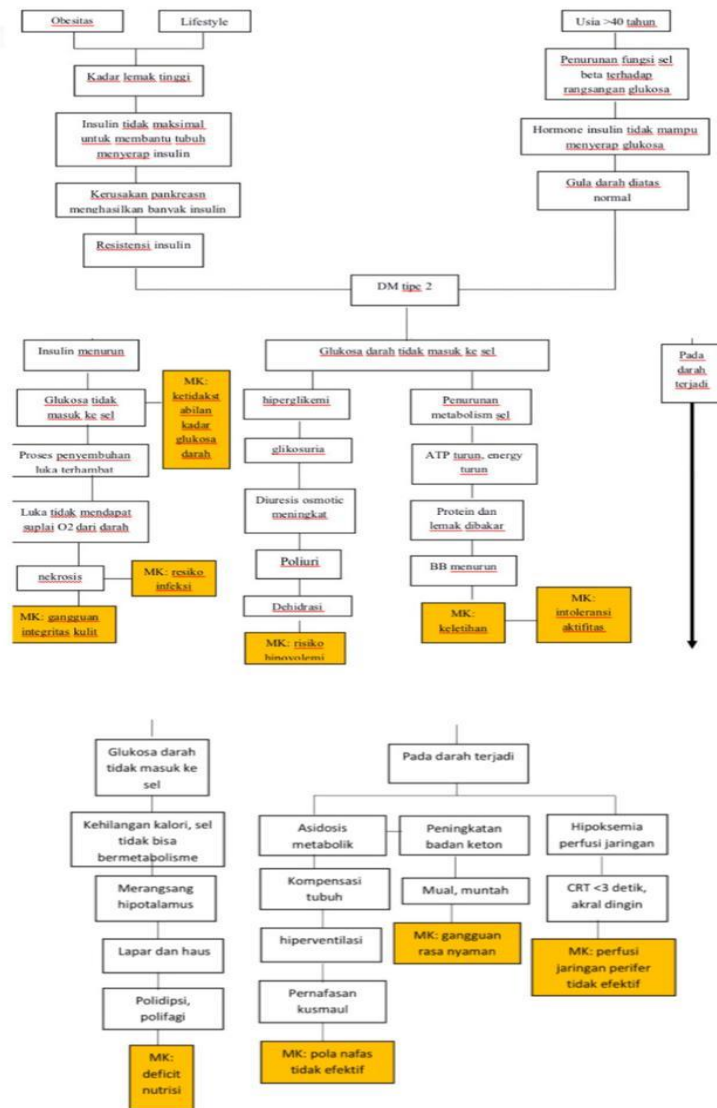 Obesitas
Lifestyle
Usia >40 tahun
Kadar lemak tinggi
Penurunan fungsi sel
beta terhadap
rangsangan glukosa
Insulin tidak maksimal
untuk membantu tubuh
menyerap insulin
Hormone insulin tidak mampu
menyerap glukosa
Kerusakan pankreasn
menghasilkan banyak insulin
Gula darah diatas
normal
Resistensi insulin
DM tipe 2
Insulin menurun
Glukosa darah tidak masuk ke sel
Pada
darah
terjadi
Glukosa tidak
masuk ke sel
MK:
ketidakst
abilan
kadar
glukosa
darah
hiperglikemi
Penurunan
metabolism sel
Proses penyembuhan
luka terhambat
glikosuria
ATP turun, energy
turun
Luka tidak mendapat
suplai O2 dari darah
Diuresis osmotic
meningkat
Protein dan
lemak dibakar
nekrosis
MK: resiko
infeksi
Poliuri
BB menurun
MK: gangguan
integritas kulit
Dehidrasi
MK:
keletihan
MK:
intoleransi
aktifitas
MK: risiko
hipovolemi
Glukosa darah
tidak masuk ke
sel
Pada darah terjadi
Kehilangan kalori, sel
tidak bisa
bermetabolisme
Asidosis
metabolik
Peningkatan
badan keton
Hipoksemia
perfusi jaringan
Merangsang
hipotalamus
Kompensasi
tubuh
Mual, muntah
CRT <3 detik,
akral dingin
Lapar dan haus
hiperventilasi
MK: gangguan
rasa nyaman
MK: perfusi
jaringan perifer
tidak efektif
Polidipsi,
polifagi
Pernafasan
kusmaul
MK:
deficit
nutrisi
MK: pola nafas
tidak efektif